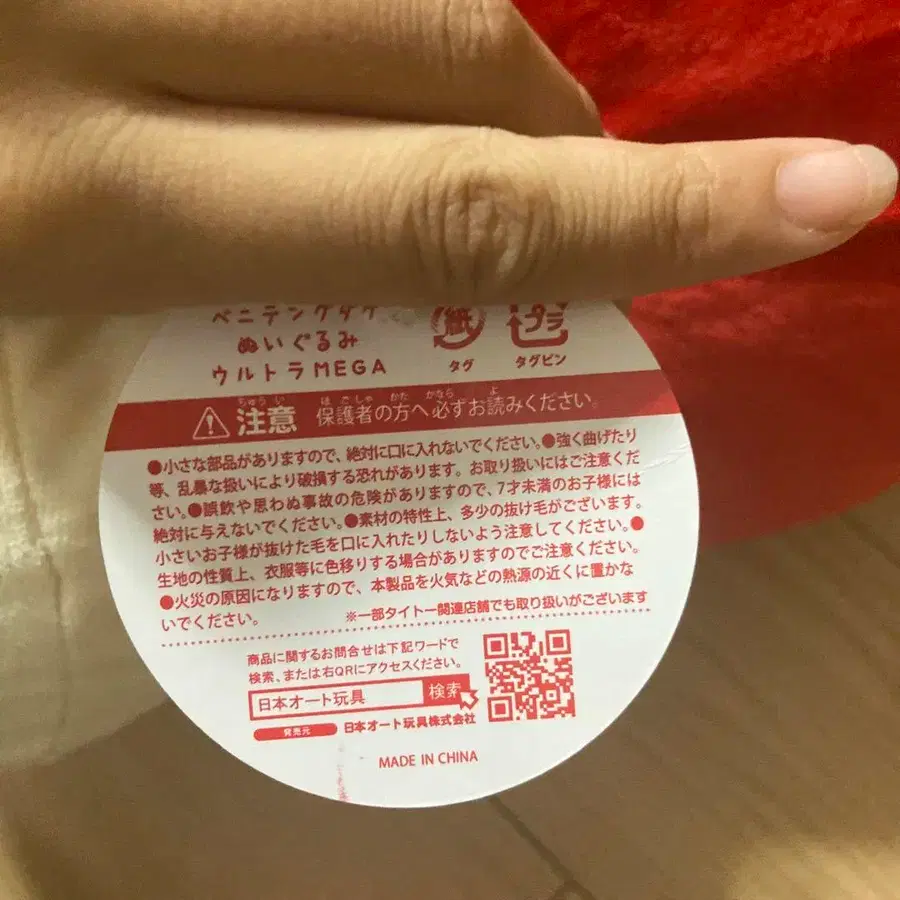 ベニテングダケ
ぬいぐるみ
ウルトラMEGA
紙
タグ
プラ
タグピン
注意 保護者の方へ必ずお読みください。
●小さな部品がありますので、絶対に口に入れないでください。●強く曲げたり
等、乱暴な扱いにより破損する恐れがあります。お取り扱いにはご注意くだ
さい。●誤飲や思わぬ事故の危険がありますので、7才未満のお子様には
絶対に与えないでください。●素材の特性上、多少の抜け毛がございます。
小さいお子様が抜けた毛を口に入れたりしないよう注意してください。●
生地の性質上、衣服等に色移りする場合がありますのでご注意ください。
●火災の原因になりますので、本製品を火気などの熱源の近くに置かな
いでください。
※一部タイトー関連店舗でも取り扱いがございます
商品に関するお問合せは下記ワードで
検索、または右QRにアクセスください。
日本オート玩具 検索
発売元 日本オート玩具株式会社
MADE IN CHINA